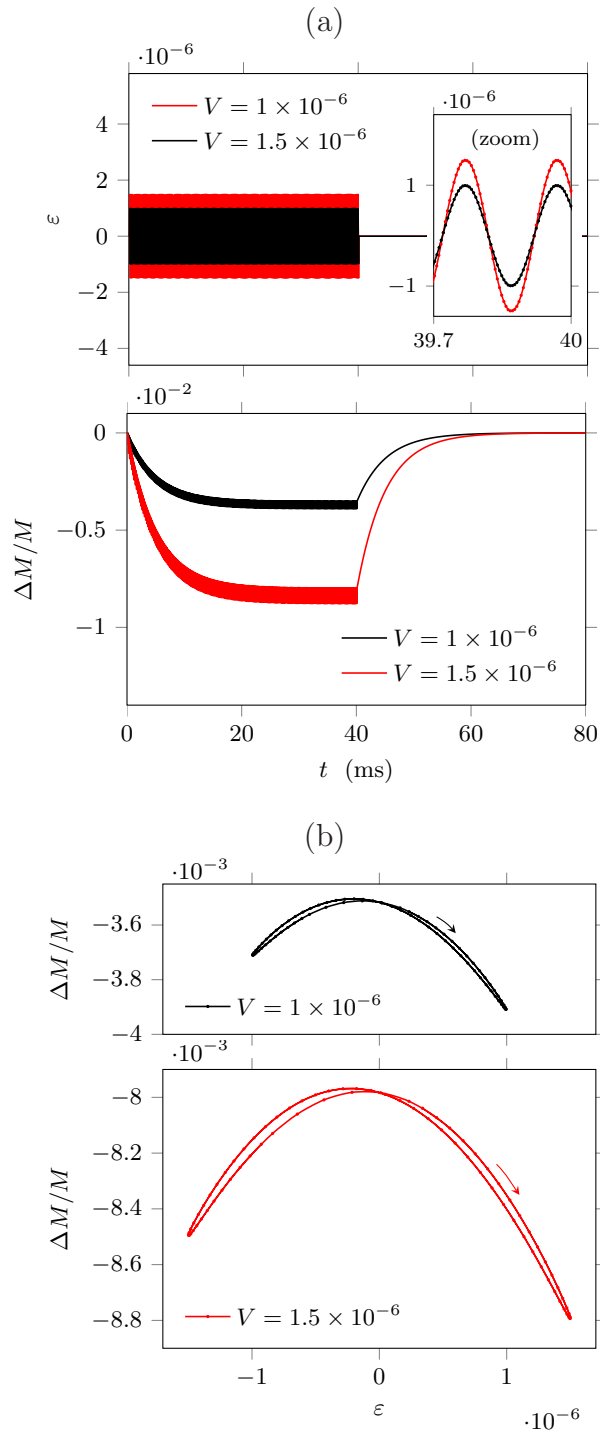 (a)
·10⁻⁶
4
2
0
−2
−4
ε
V = 1 × 10⁻⁶
V = 1.5 × 10⁻⁶
·10⁻⁶
(zoom)
1
−1
39.7 40
·10⁻²
0
−0.5
−1
ΔM/M
V = 1 × 10⁻⁶
V = 1.5 × 10⁻⁶
0 20 40 60 80
t (ms)
(b)
·10⁻³
−3.6
−3.8
−4
ΔM/M
V = 1 × 10⁻⁶
·10⁻³
−8
−8.2
−8.4
−8.6
−8.8
ΔM/M
V = 1.5 × 10⁻⁶
−1 0 1
ε
·10⁻⁶